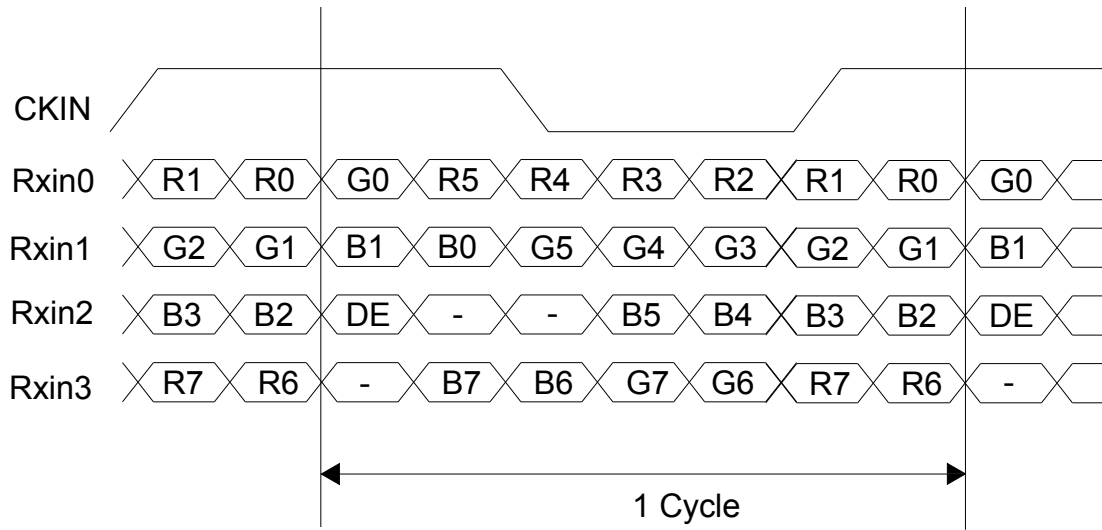 CKIN
Rxin0 R1 R0 G0 R5 R4 R3 R2 R1 R0 G0
Rxin1 G2 G1 B1 B0 G5 G4 G3 G2 G1 B1
Rxin2 B3 B2 DE - - B5 B4 B3 B2 DE
Rxin3 R7 R6 - B7 B6 G7 G6 R7 R6 -
1 Cycle